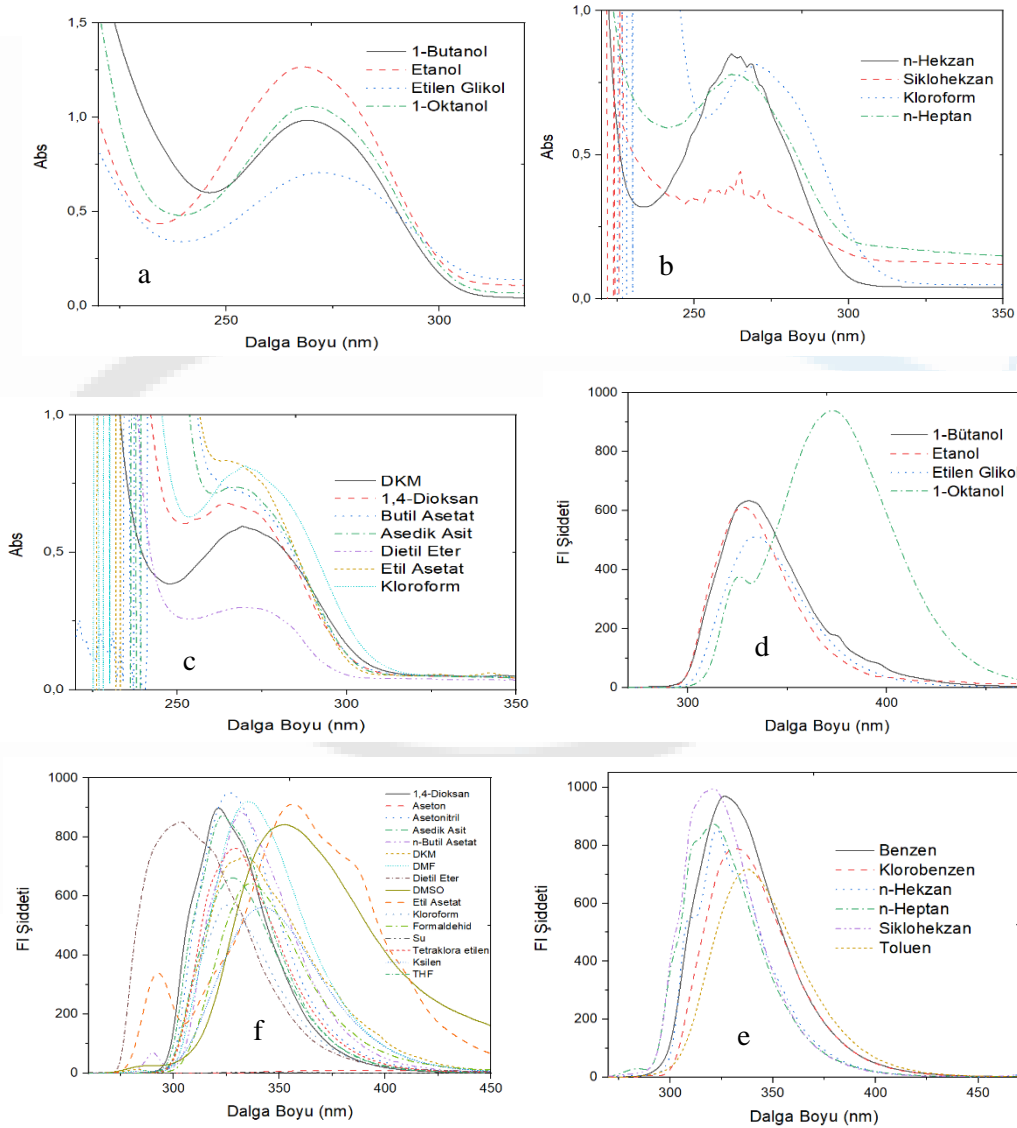 1,5
1,0
0,5
0,0
Abs
1-Butanol
Etanol
Etilen Glikol
1-Oktanol
a
250
300
Dalga Boyu (nm)
1,0
0,5
0,0
Abs
n-Hekzan
Siklohekzan
Kloroform
n-Heptan
b
250
300
350
Dalga Boyu (nm)
1,0
0,5
0,0
Abs
DKM
1,4-Dioksan
Butil Asetat
Asedik Asit
Dietil Eter
Etil Asetat
Kloroform
c
250
300
350
Dalga Boyu (nm)
1000
800
600
400
200
0
Fl Şiddeti
1-Bütanol
Etanol
Etilen Glikol
1-Oktanol
d
300
400
Dalga Boyu (nm)
1000
800
600
400
200
0
Fl Şiddeti
1,4-Dioksan
Aseton
Asetonitril
Asedik Asit
n-Butil Asetat
DKM
DMF
Dietil Eter
DMSO
Etil Asetat
Kloroform
Formaldehid
Su
Tetraklora etilen
Ksilen
THF
f
300
350
400
450
Dalga Boyu (nm)
1000
800
600
400
200
0
Fl Şiddeti
Benzen
Klorobenzen
n-Hekzan
n-Heptan
Siklohekzan
Toluen
e
300
350
400
450
Dalga Boyu (nm)